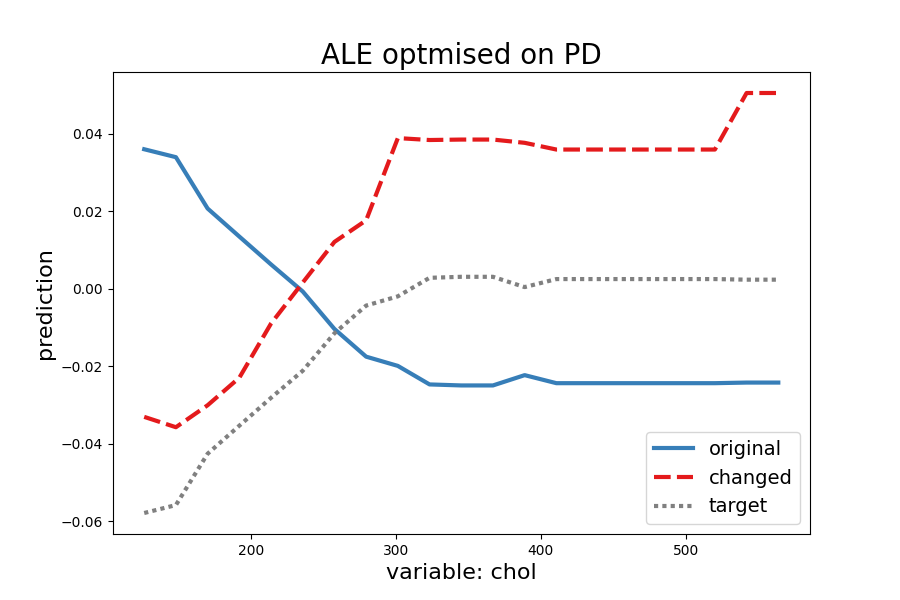 ALE optmised on PD
prediction
0.04
0.02
0.00
−0.02
−0.04
−0.06
original
changed
target
200
300
400
500
variable: chol